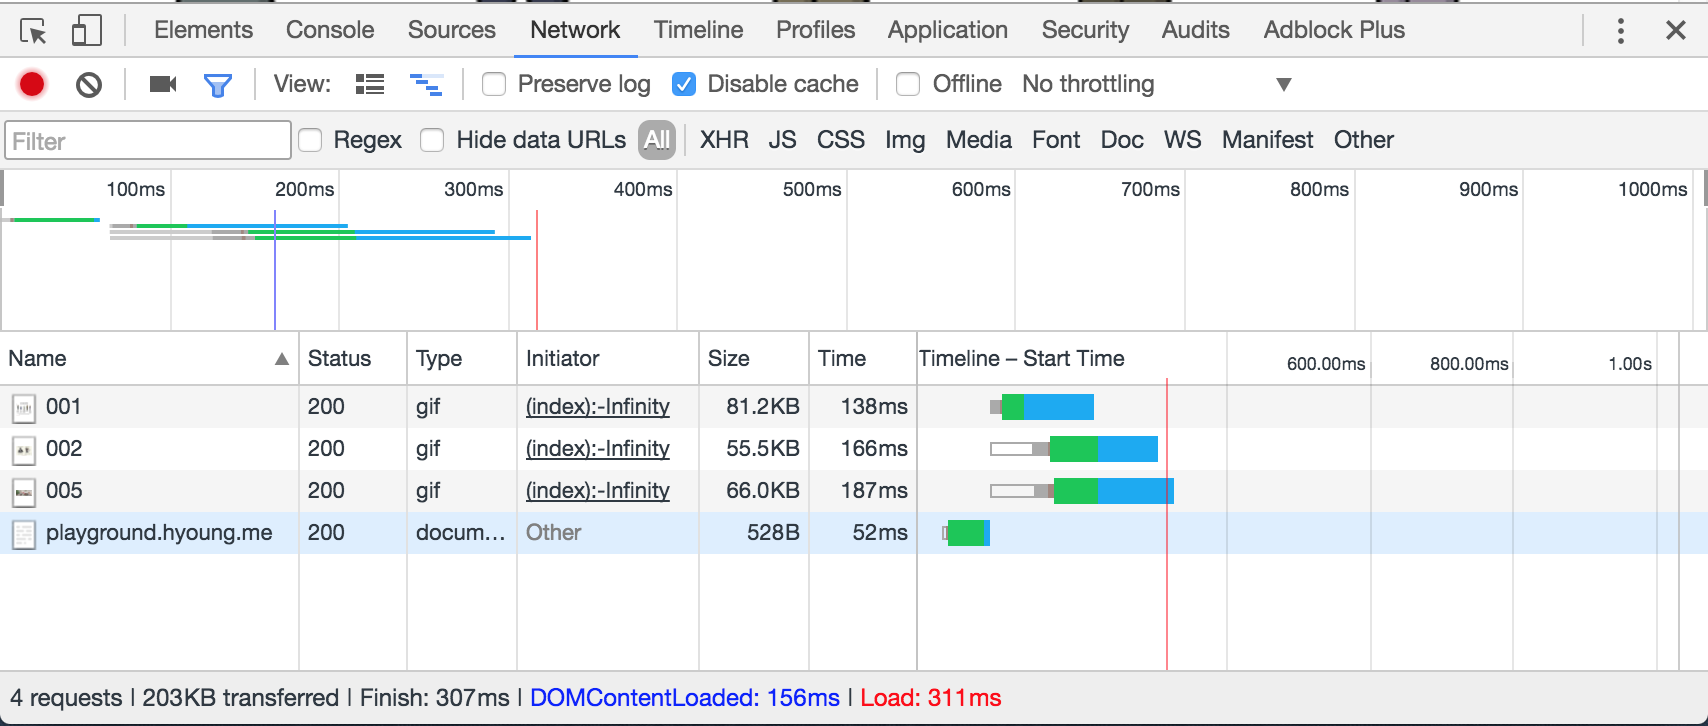 Elements Console Sources Network Timeline Profiles Application Security Audits Adblock Plus
View: Preserve log Disable cache Offline No throttling
Filter Regex Hide data URLs All XHR JS CSS Img Media Font Doc WS Manifest Other
100ms 200ms 300ms 400ms 500ms 600ms 700ms 800ms 900ms 1000ms
Name Status Type Initiator Size Time Timeline – Start Time 600.00ms 800.00ms 1.00s
001 200 gif (index):-Infinity 81.2KB 138ms
002 200 gif (index):-Infinity 55.5KB 166ms
005 200 gif (index):-Infinity 66.0KB 187ms
playground.hyoung.me 200 docum... Other 528B 52ms
4 requests | 203KB transferred | Finish: 307ms | DOMContentLoaded: 156ms | Load: 311ms